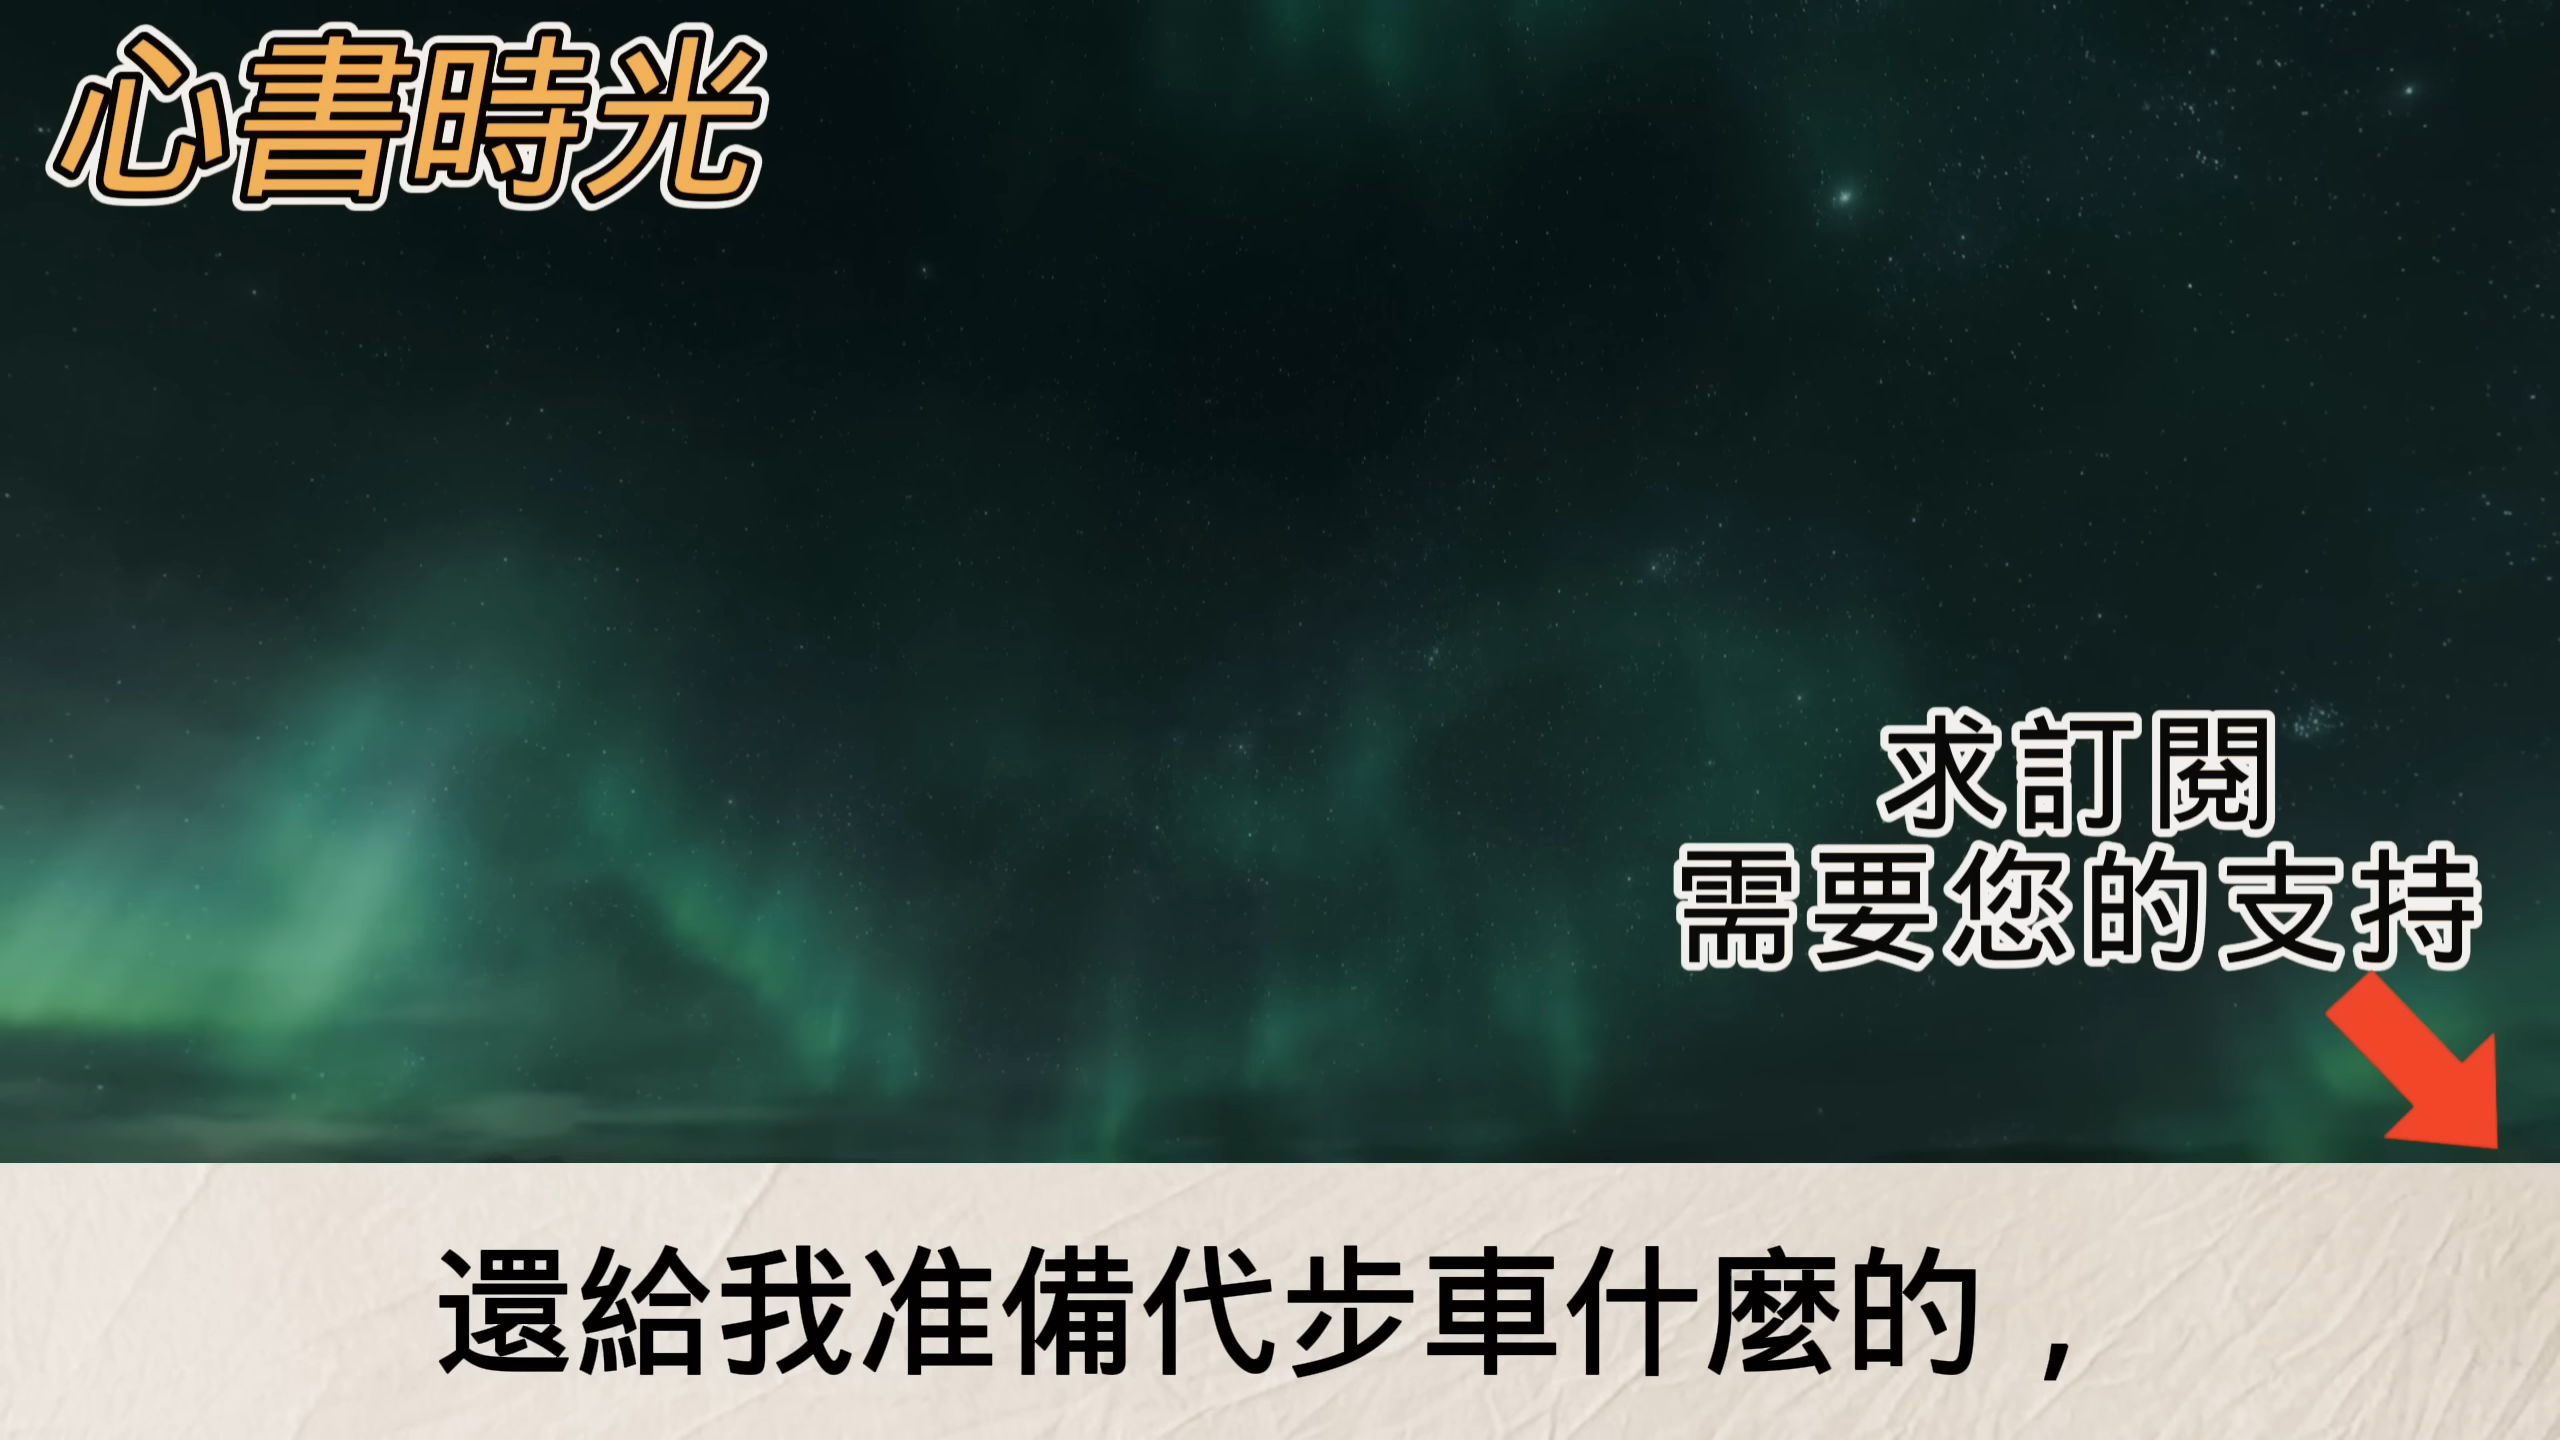 心書時光
求訂閱
需要您的支持
還給我准備代步車什麼的，